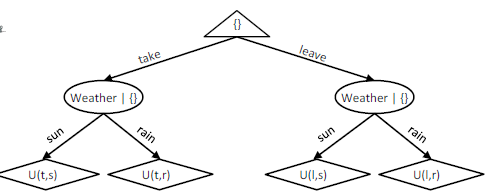 {}
take
leave
Weather | {}
Weather | {}
sun
rain
sun
rain
U(t,s)
U(t,r)
U(l,s)
U(l,r)